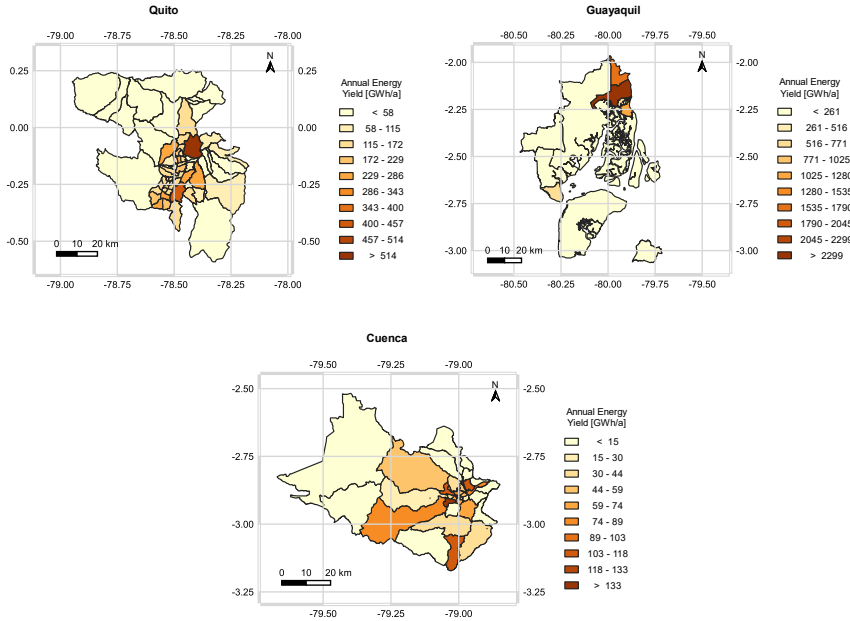 Quito
-79.00 -78.75 -78.50 -78.25 -78.00
N
0.25 0.25
0.00 0.00
-0.25 -0.25
-0.50 -0.50
0 10 20 km
-79.00 -78.75 -78.50 -78.25 -78.00
Annual Energy
Yield [GWh/a]
< 58
58 - 115
115 - 172
172 - 229
229 - 286
286 - 343
343 - 400
400 - 457
457 - 514
> 514
Guayaquil
-80.50 -80.00 -79.50
N
-2.00 -2.00
-2.25 -2.25
-2.50 -2.50
-2.75 -2.75
-3.00 -3.00
0 10 20 km
-80.50 -80.25 -80.00 -79.75 -79.50
Annual Energy
Yield [GWh/a]
< 261
261 - 516
516 - 771
771 - 1025
1025 - 1280
1280 - 1535
1535 - 1790
1790 - 2045
2045 - 2299
> 2299
Cuenca
-79.50 -79.25 -79.00
N
-2.50 -2.50
-2.75 -2.75
-3.00 -3.00
-3.25 -3.25
0 10 20 km
-79.50 -79.25 -79.00
Annual Energy
Yield [GWh/a]
< 15
15 - 30
30 - 44
44 - 59
59 - 74
74 - 89
89 - 103
103 - 118
118 - 133
> 133